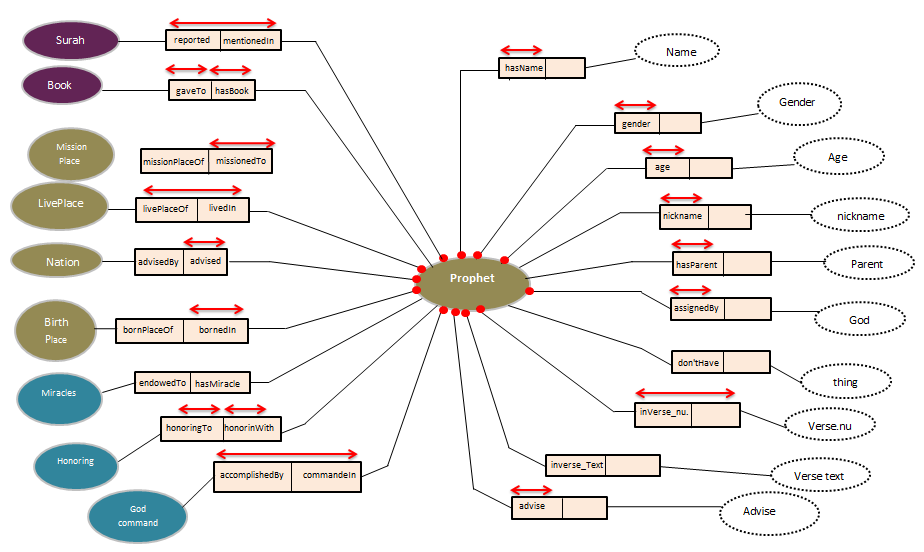 Surah
reported mentionedIn
Book
gaveTo hasBook
Mission
Place
missionPlaceOf missionedTo
LivePlace
livePlaceOf livedIn
Nation
advisedBy advised
Birth
Place
bornPlaceOf bornedIn
Miracles
endowedTo hasMiracle
Honoring
honoringTo honorinWith
God
command
accomplishedBy commandeIn
Prophet
hasName
Name
gender
Gender
age
Age
nickname
nickname
hasParent
Parent
assignedBy
God
don'tHave
thing
inVerse_nu.
Verse.nu
inverse_Text
Verse text
advise
Advise